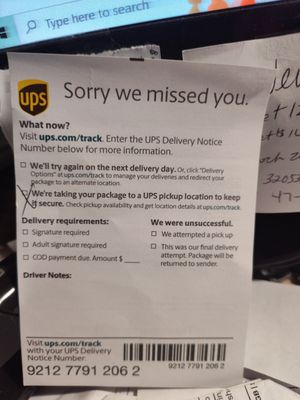 Type here to search
ups
Sorry we missed you.
What now?
Visit ups.com/track. Enter the UPS Delivery Notice
Number below for more information.
We'll try again on the next delivery day. Or, click "Delivery
Options" at ups.com/track to manage your deliveries and redirect your
package to an alternate location.
We're taking your package to a UPS pickup location to keep
it secure. Check pickup availability and get location details at ups.com/track.
Delivery requirements:
Signature required
Adult signature required
COD payment due. Amount $
We were unsuccessful.
We attempted a pick up
This was our final delivery
attempt. Package will be
returned to sender.
Driver Notes:
Visit ups.com/track
with your UPS Delivery
Notice Number:
9212 7791 206 2
9212 7791 206 2
47-